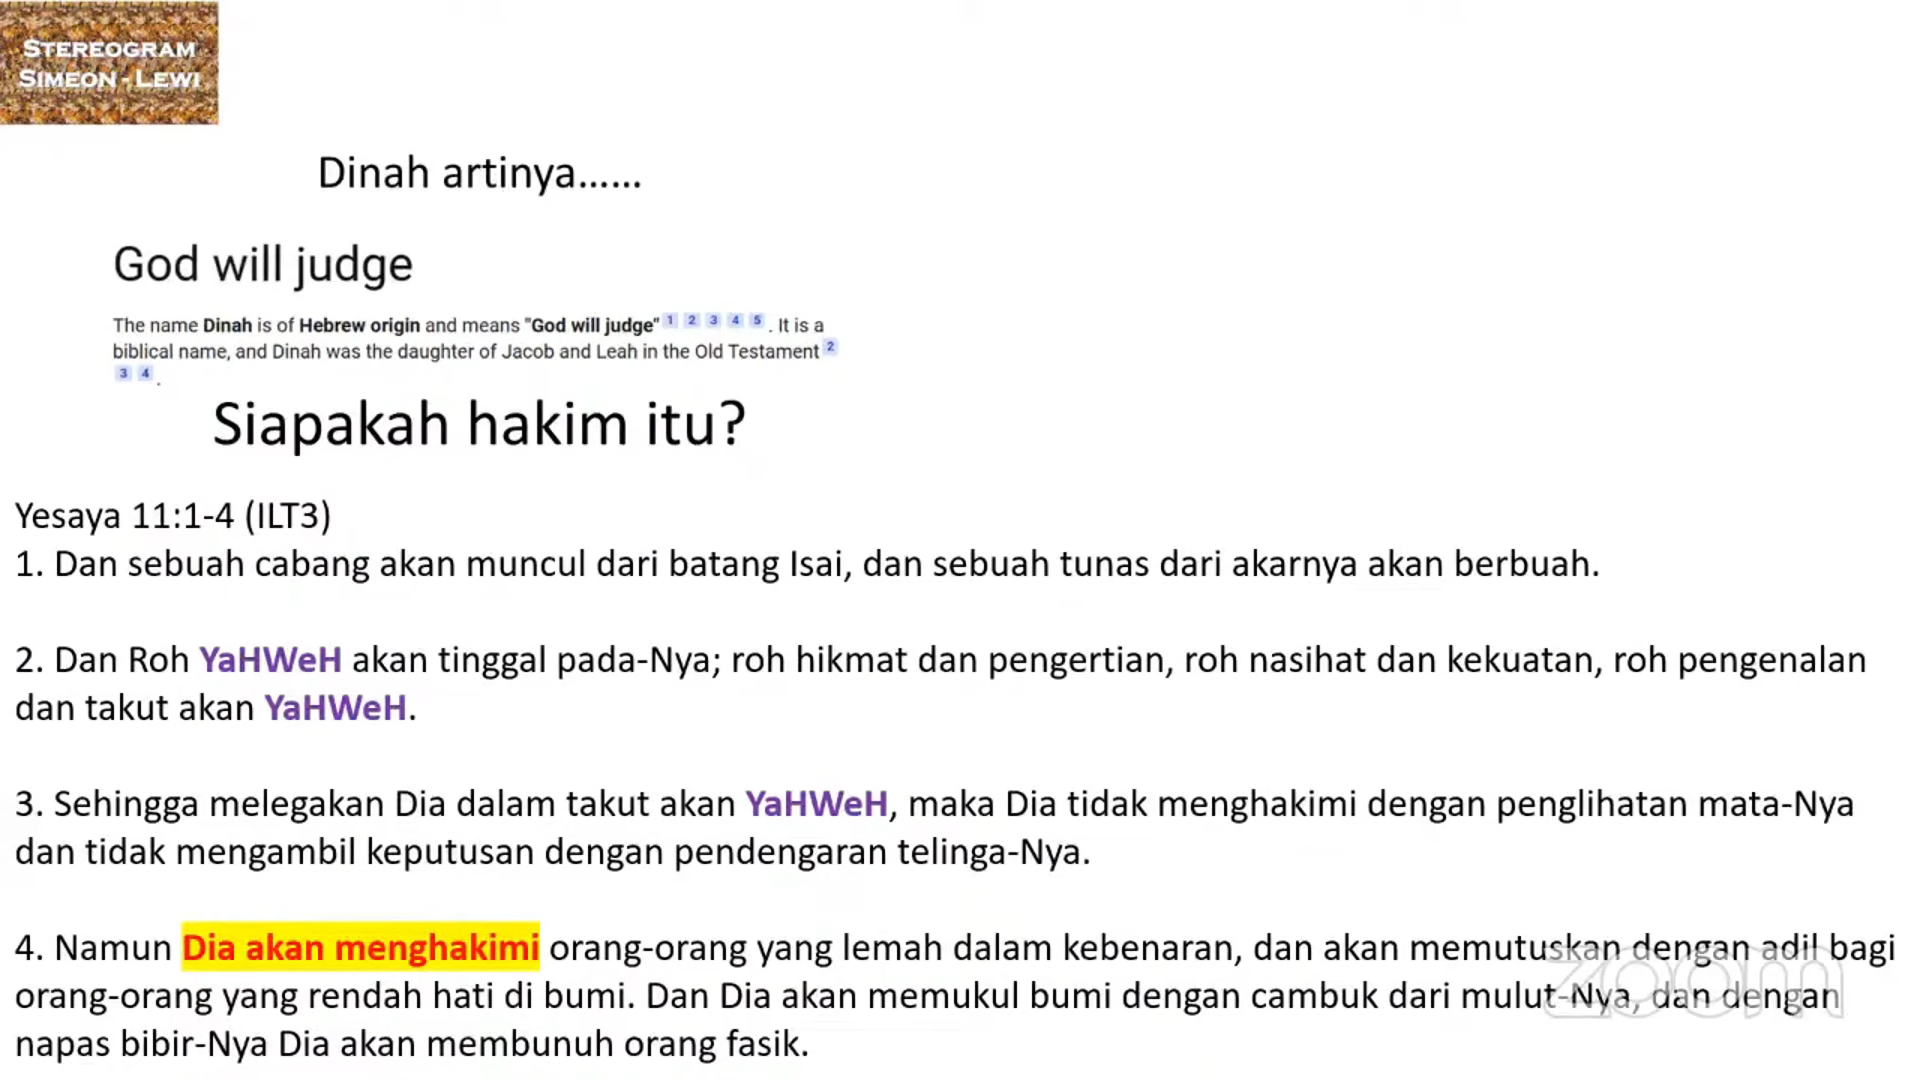 STEREOGRAM
SIMEON - LEWI
Dinah artinya......
God will judge
The name Dinah is of Hebrew origin and means "God will judge" 1 2 3 4 5 . It is a
biblical name, and Dinah was the daughter of Jacob and Leah in the Old Testament 2
3 4 .
Siapakah hakim itu?
Yesaya 11:1-4 (ILT3)
1. Dan sebuah cabang akan muncul dari batang Isai, dan sebuah tunas dari akarnya akan berbuah.
2. Dan Roh YaHWeH akan tinggal pada-Nya; roh hikmat dan pengertian, roh nasihat dan kekuatan, roh pengenalan
dan takut akan YaHWeH.
3. Sehingga melegakan Dia dalam takut akan YaHWeH, maka Dia tidak menghakimi dengan penglihatan mata-Nya
dan tidak mengambil keputusan dengan pendengaran telinga-Nya.
4. Namun Dia akan menghakimi orang-orang yang lemah dalam kebenaran, dan akan memutuskan dengan adil bagi
orang-orang yang rendah hati di bumi. Dan Dia akan memukul bumi dengan cambuk dari mulut-Nya, dan dengan
napas bibir-Nya Dia akan membunuh orang fasik.
zoom